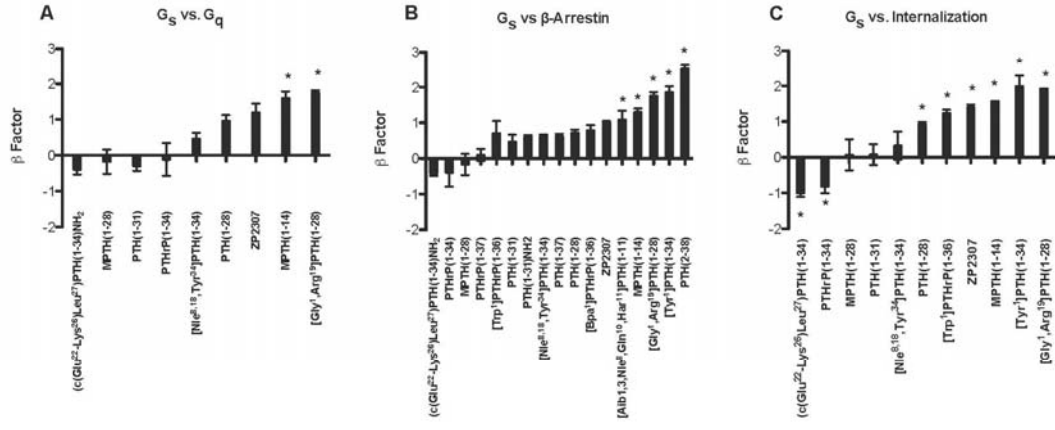 A
G_s vs. G_q
β Factor
3
2
1
0
-1
-2
*
*
(c(Glu²²-Lys²⁶)Leu²⁷)PTH(1-34)NH₂
MPTH(1-28)
PTH(1-31)
PTHrP(1-34)
[Nle⁸·¹⁸,Tyr³⁴]PTH(1-34)
PTH(1-28)
ZP2307
MPTH(1-14)
[Gly¹,Arg¹⁹]PTH(1-28)
B
G_s vs β-Arrestin
β Factor
3
2
1
0
-1
-2
*
*
*
*
*
(c(Glu²²-Lys²⁶)Leu²⁷)PTH(1-34)NH₂
PTHrP(1-34)
MPTH(1-28)
PTHrP(1-37)
[Trp¹]PTHrP(1-36)
PTH(1-31)
PTH(1-31)NH2
[Nle⁸·¹⁸,Tyr³⁴]PTH(1-34)
PTH(1-37)
PTH(1-28)
[Bpa¹]PTHrP(1-36)
ZP2307
[Aib1,3,Nle⁸,Gln¹⁰,Har¹¹]PTH(1-11)
MPTH(1-14)
[Gly¹,Arg¹⁹]PTH(1-28)
[Tyr¹]PTH(1-34)
PTH(2-38)
C
G_s vs. Internalization
β Factor
3
2
1
0
-1
-2
*
*
*
*
*
*
*
*
(c(Glu²²-Lys²⁶)Leu²⁷)PTH(1-34)
PTHrP(1-34)
MPTH(1-28)
PTH(1-31)
[Nle⁸·¹⁸,Tyr³⁴]PTH(1-34)
PTH(1-28)
[Trp¹]PTHrP(1-36)
ZP2307
MPTH(1-14)
[Tyr¹]PTH(1-34)
[Gly¹,Arg¹⁹]PTH(1-28)